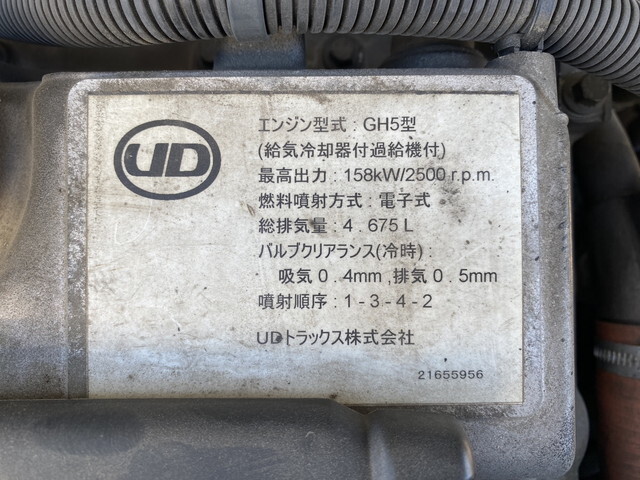 UD
エンジン型式 : GH5型
(給気冷却器付過給機付)
最高出力 : 158kW/2500 r.p.m.
燃料噴射方式 : 電子式
総排気量 : 4 . 675 L
バルブクリアランス(冷時) :
吸気 0 . 4mm ,排気 0 . 5mm
噴射順序 : 1 - 3 - 4 - 2
UDトラックス株式会社
21655956